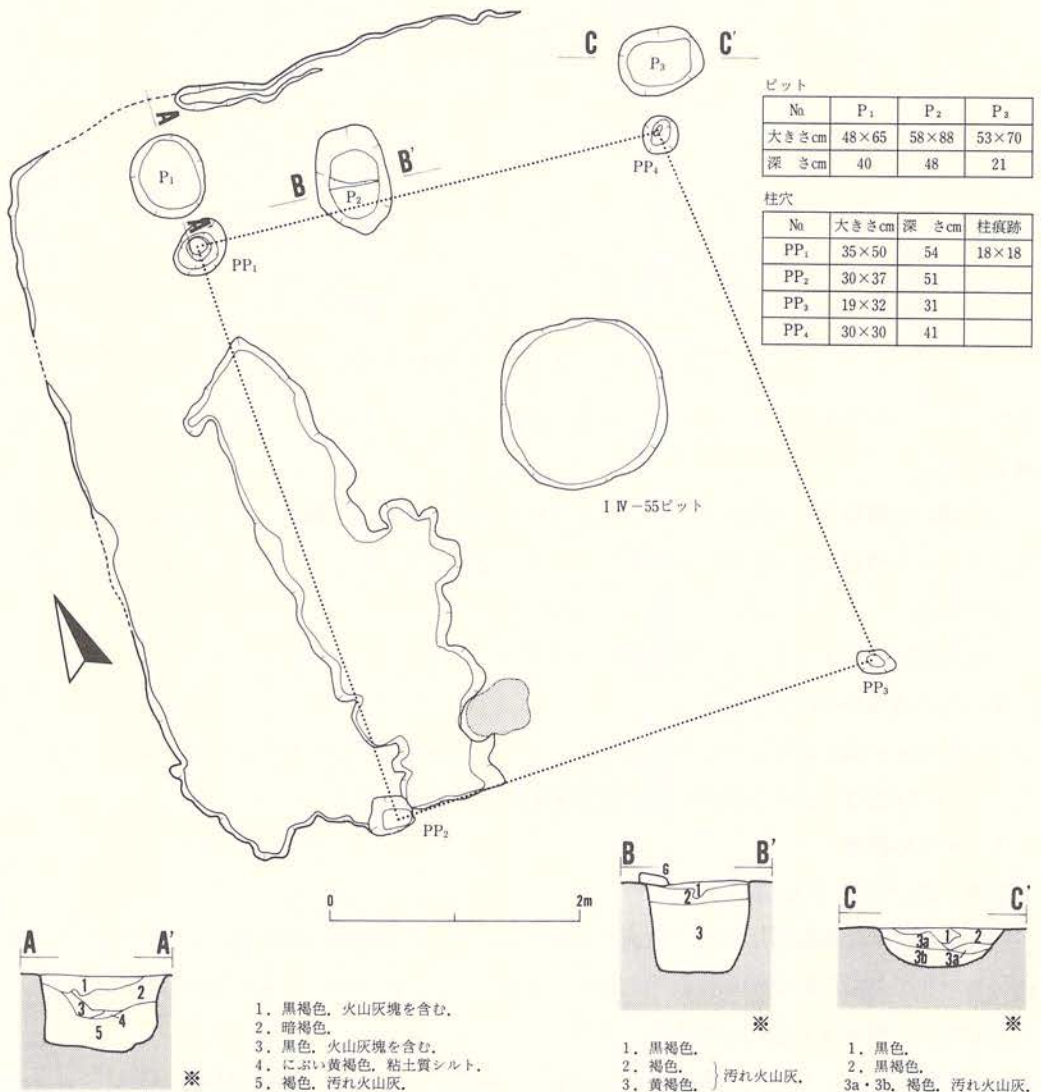 C C'
P₃
ピット
No. P₁ P₂ P₃
大きさcm 48×65 58×88 53×70
深 さcm 40 48 21
A
P₁
P₂
B B'
A'
PP₁
PP₄
柱穴
No. 大きさcm 深 さcm 柱痕跡
PP₁ 35×50 54 18×18
PP₂ 30×37 51
PP₃ 19×32 31
PP₄ 30×30 41
I Ⅳ-55ピット
PP₃
PP₂
0 2m
A A'
1 2 3 4 5
※
1. 黒褐色. 火山灰塊を含む.
2. 暗褐色.
3. 黒色. 火山灰塊を含む.
4. にぶい黄褐色. 粘土質シルト.
5. 褐色. 汚れ火山灰.
B B'
6 1 2 3
※
1. 黒褐色.
2. 褐色.
3. 黄褐色. }汚れ火山灰.
C C'
3a 1 2
3b 3a
※
1. 黒色.
2. 黒褐色.
3a・3b. 褐色. 汚れ火山灰.